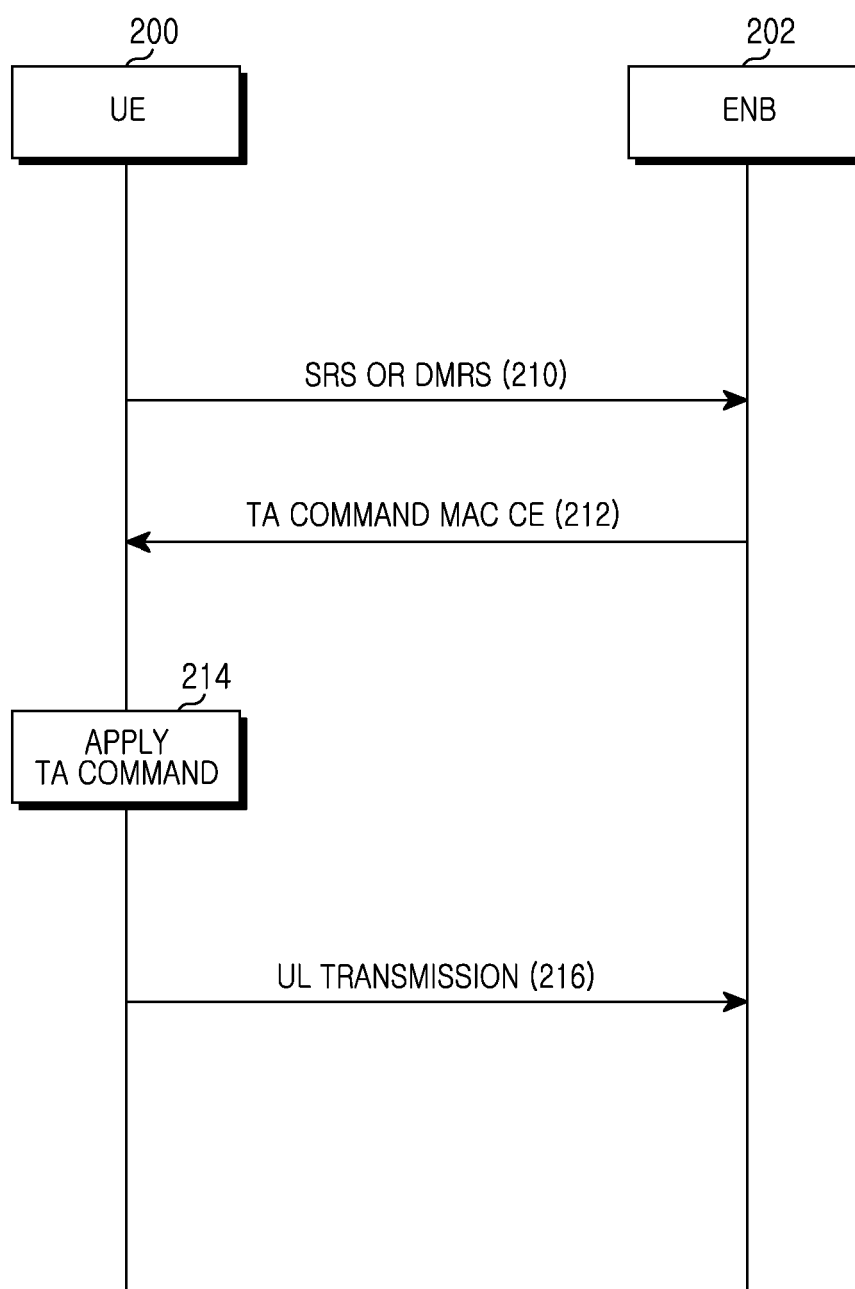 200
202
UE
ENB
SRS OR DMRS (210)
TA COMMAND MAC CE (212)
214
APPLY
TA COMMAND
UL TRANSMISSION (216)